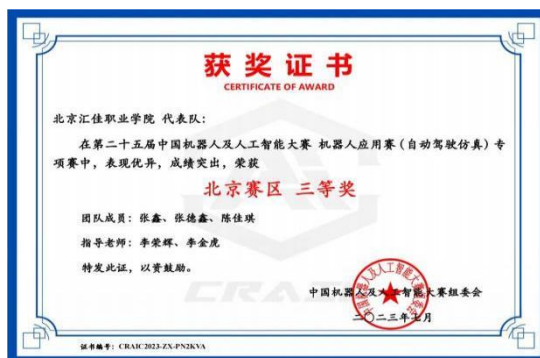 获奖证书
CERTIFICATE OF AWARD
北京汇佳职业学院 代表队：
在第二十五届中国机器人及人工智能大赛 机器人应用赛（自动驾驶仿真）专
项赛中，表现优异，成绩突出，荣获
北京赛区 三等奖
团队成员：张鑫、张德鑫、陈佳琪
指导老师：李荣辉、李金虎
特发此证，以资鼓励。
CRAIC
中国机器人及人工智能大赛组委会
二〇二三年七月
证书编号：CRAIC2023-ZX-PN2KVA